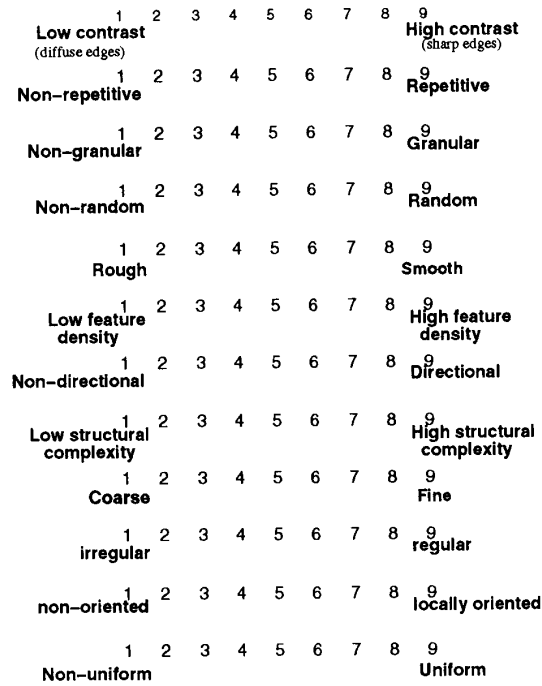 1 2 3 4 5 6 7 8 9
Low contrast High contrast
(diffuse edges) (sharp edges)
1 2 3 4 5 6 7 8 9
Non–repetitive Repetitive
1 2 3 4 5 6 7 8 9
Non–granular Granular
1 2 3 4 5 6 7 8 9
Non–random Random
1 2 3 4 5 6 7 8 9
Rough Smooth
1 2 3 4 5 6 7 8 9
Low feature High feature
density density
1 2 3 4 5 6 7 8 9
Non–directional Directional
1 2 3 4 5 6 7 8 9
Low structural High structural
complexity complexity
1 2 3 4 5 6 7 8 9
Coarse Fine
1 2 3 4 5 6 7 8 9
irregular regular
1 2 3 4 5 6 7 8 9
non–oriented locally oriented
1 2 3 4 5 6 7 8 9
Non–uniform Uniform